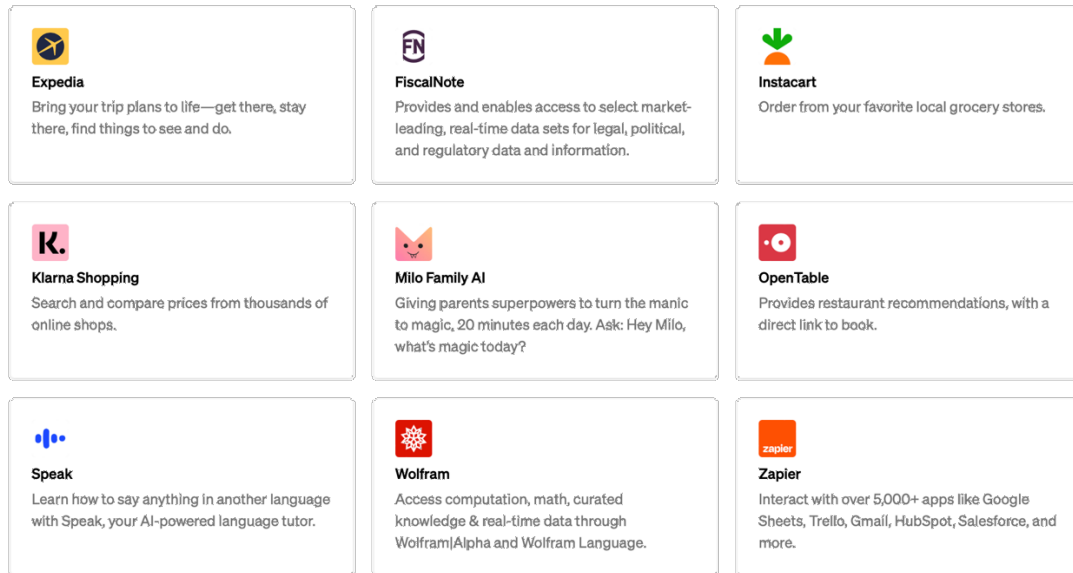 FN
K.
zapier
Expedia
Bring your trip plans to life—get there, stay
there, find things to see and do.
FiscalNote
Provides and enables access to select market-
leading, real-time data sets for legal, political,
and regulatory data and information.
Instacart
Order from your favorite local grocery stores.
Klarna Shopping
Search and compare prices from thousands of
online shops.
Milo Family AI
Giving parents superpowers to turn the manic
to magic, 20 minutes each day. Ask: Hey Milo,
what's magic today?
OpenTable
Provides restaurant recommendations, with a
direct link to book.
Speak
Learn how to say anything in another language
with Speak, your AI-powered language tutor.
Wolfram
Access computation, math, curated
knowledge & real-time data through
Wolfram|Alpha and Wolfram Language.
Zapier
Interact with over 5,000+ apps like Google
Sheets, Trello, Gmail, HubSpot, Salesforce, and
more.